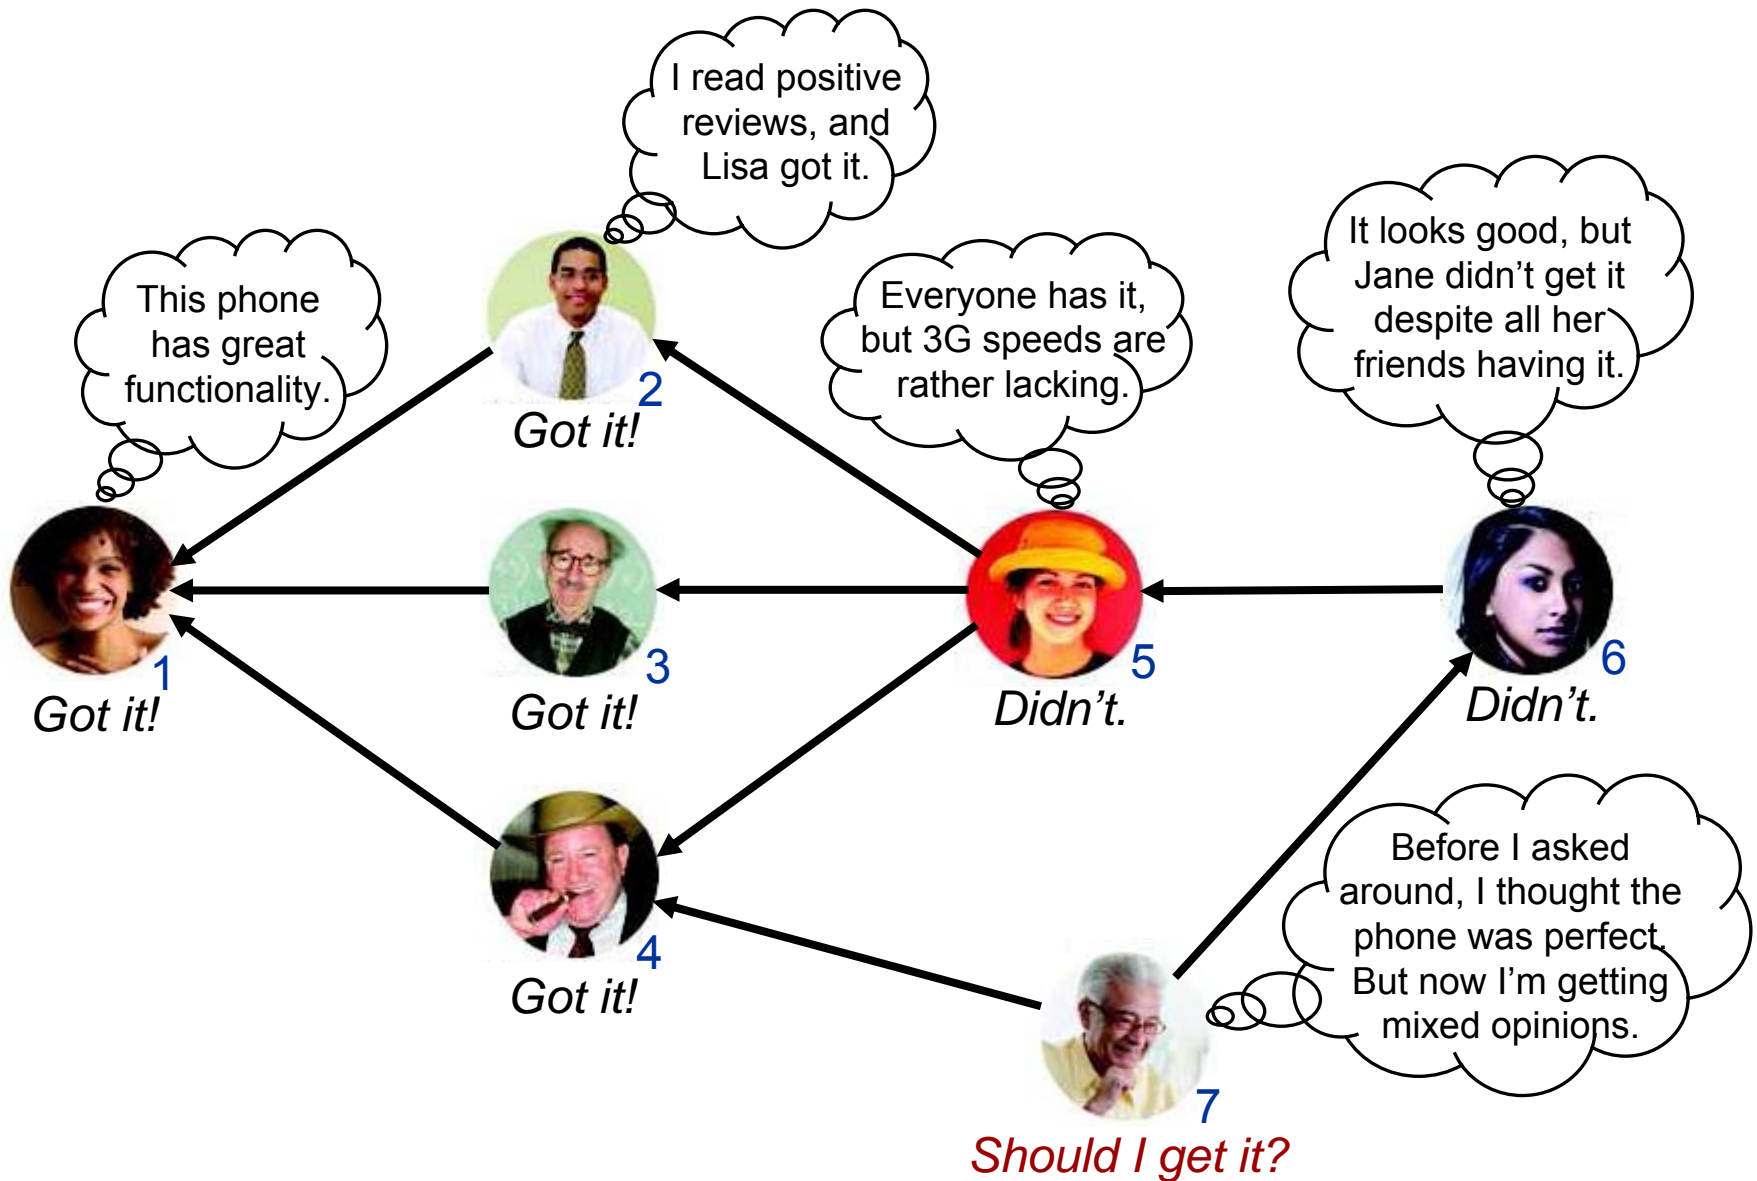 I read positive
reviews, and
Lisa got it.
This phone
has great
functionality.
Everyone has it,
but 3G speeds are
rather lacking.
It looks good, but
Jane didn't get it
despite all her
friends having it.
2
Got it!
1
Got it!
3
Got it!
5
Didn't.
6
Didn't.
4
Got it!
Before I asked
around, I thought the
phone was perfect.
But now I'm getting
mixed opinions.
7
Should I get it?